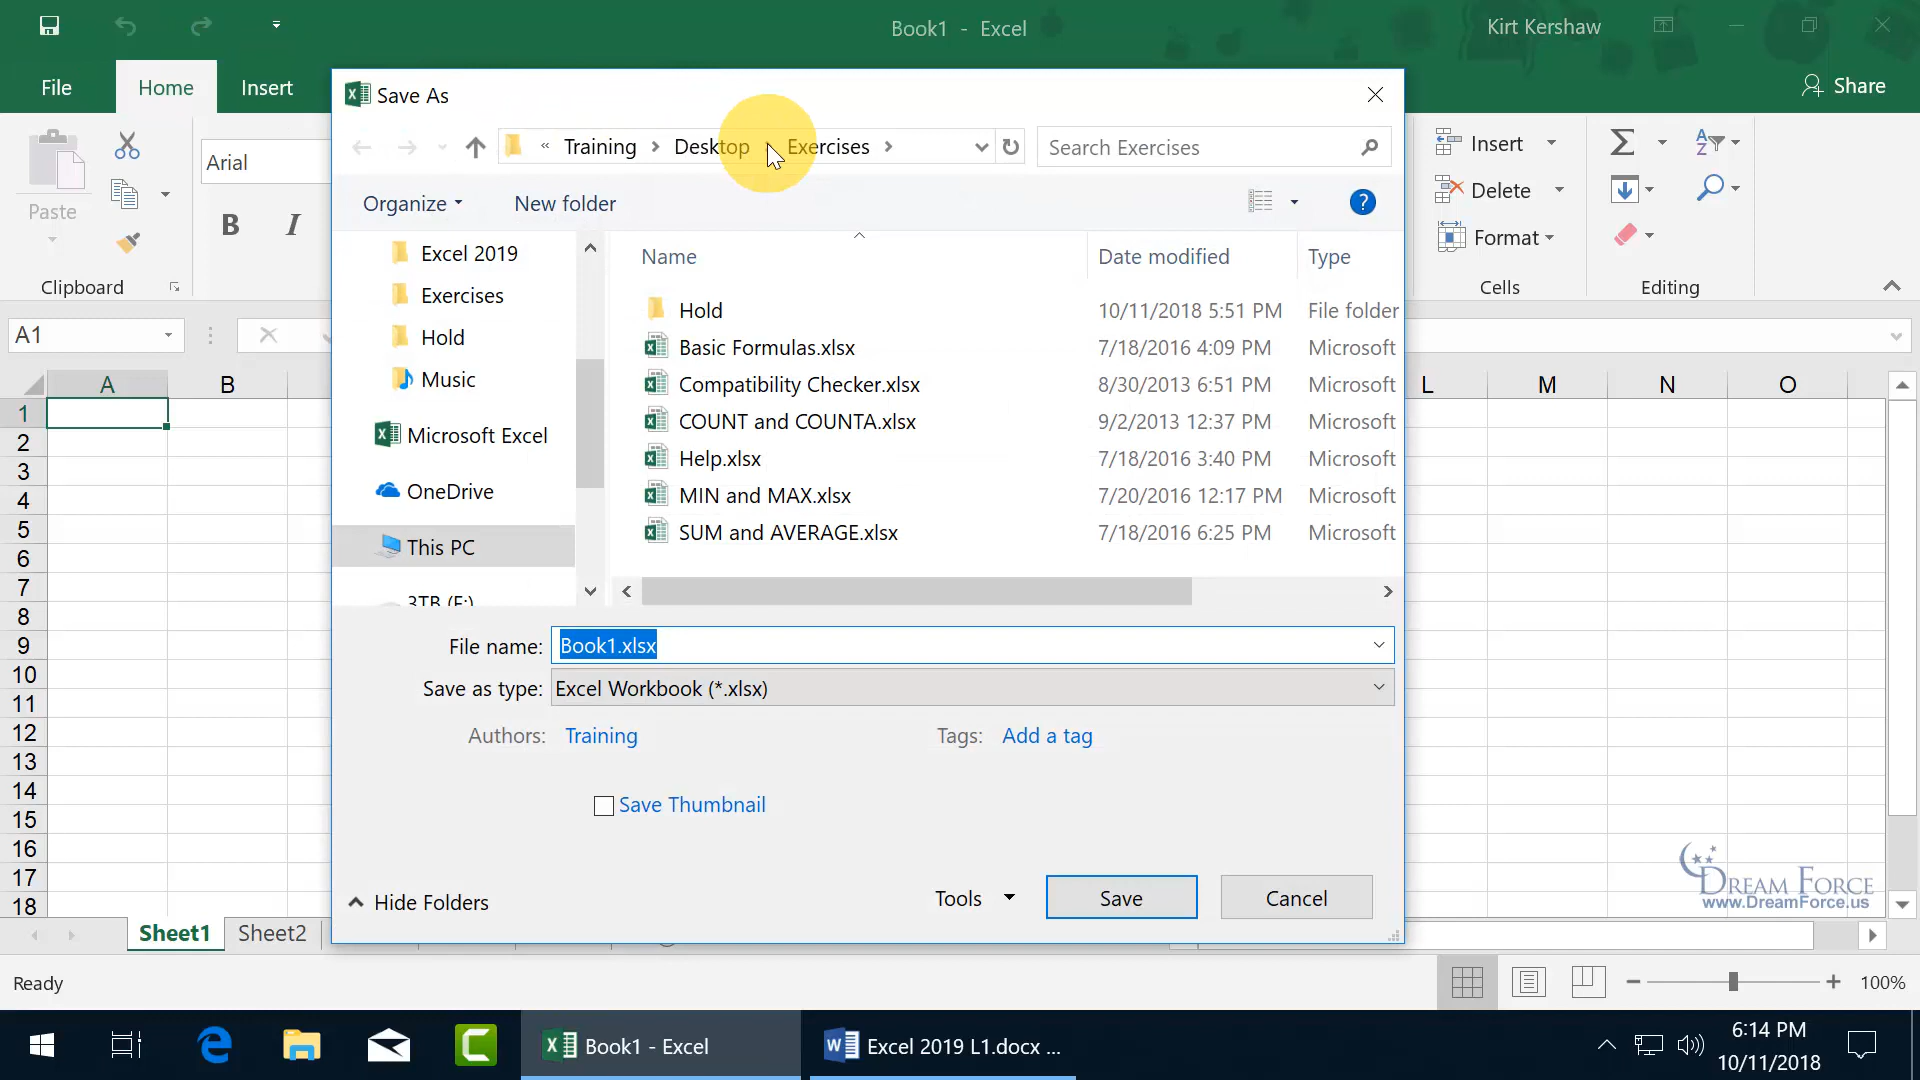 Book1 - Excel
Kirt Kershaw
File
Home
Insert
Share
Save As
« Training > Desktop > Exercises >
Search Exercises
Organize
New folder
?
Paste
Arial
B I
Clipboard
Insert
Delete
Format
Cells
Editing
A1
Excel 2019
Exercises
Hold
Music
Microsoft Excel
OneDrive
This PC
3TB (F:)
Name Date modified Type
Hold 10/11/2018 5:51 PM File folder
Basic Formulas.xlsx 7/18/2016 4:09 PM Microsoft
Compatibility Checker.xlsx 8/30/2013 6:51 PM Microsoft
COUNT and COUNTA.xlsx 9/2/2013 12:37 PM Microsoft
Help.xlsx 7/18/2016 3:40 PM Microsoft
MIN and MAX.xlsx 7/20/2016 12:17 PM Microsoft
SUM and AVERAGE.xlsx 7/18/2016 6:25 PM Microsoft
File name: Book1.xlsx
Save as type: Excel Workbook (*.xlsx)
Authors: Training
Tags: Add a tag
Save Thumbnail
Hide Folders
Tools
Save
Cancel
A B L M N O
1
2
3
4
5
6
7
8
9
10
11
12
13
14
15
16
17
18
DREAM FORCE
www.DreamForce.us
Sheet1 Sheet2
Ready
100%
Book1 - Excel
Excel 2019 L1.docx ...
6:14 PM
10/11/2018